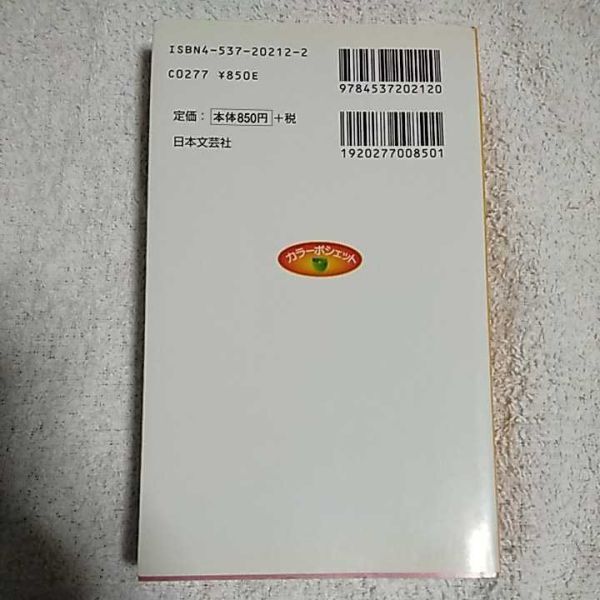 ISBN4-537-20212-2
C0277 ¥850E
9784537202120
定価：本体850円+税
日本文芸社
1920277008501
カラーポシェット